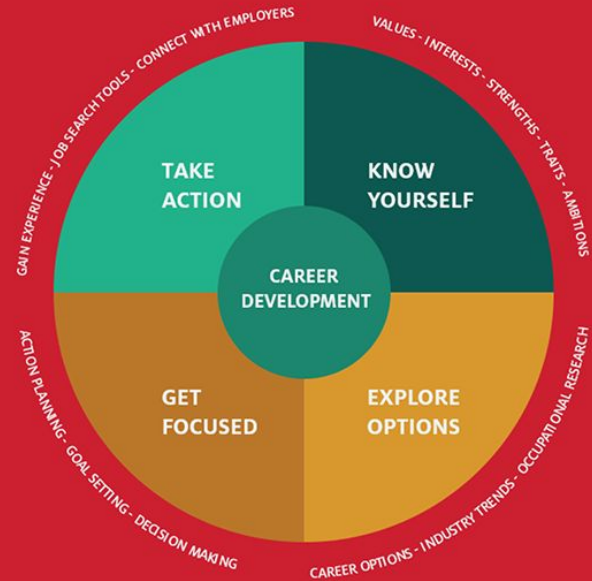 GAIN EXPERIENCE - JOB SEARCH TOOLS - CONNECT WITH EMPLOYERS
VALUES - INTERESTS - STRENGTHS - TRAITS - AMBITIONS
TAKE
ACTION
KNOW
YOURSELF
CAREER
DEVELOPMENT
GET
FOCUSED
EXPLORE
OPTIONS
ACTION PLANNING - GOAL SETTING - DECISION MAKING
CAREER OPTIONS - INDUSTRY TRENDS - OCCUPATIONAL RESEARCH